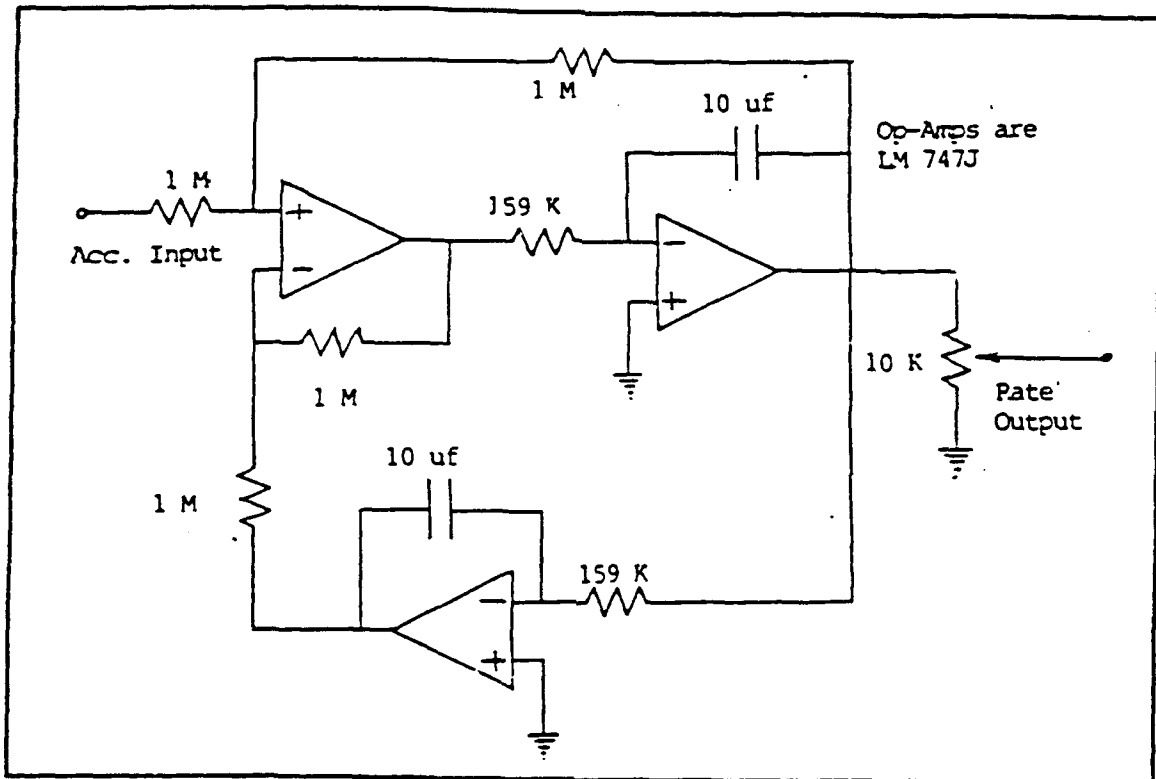 1 M
10 uf
Op-Amps are
LM 747J
1 M
+
159 K
-
Acc. Input
-
+
10 K
1 M
Rate
Output
10 uf
1 M
159 K
-
+